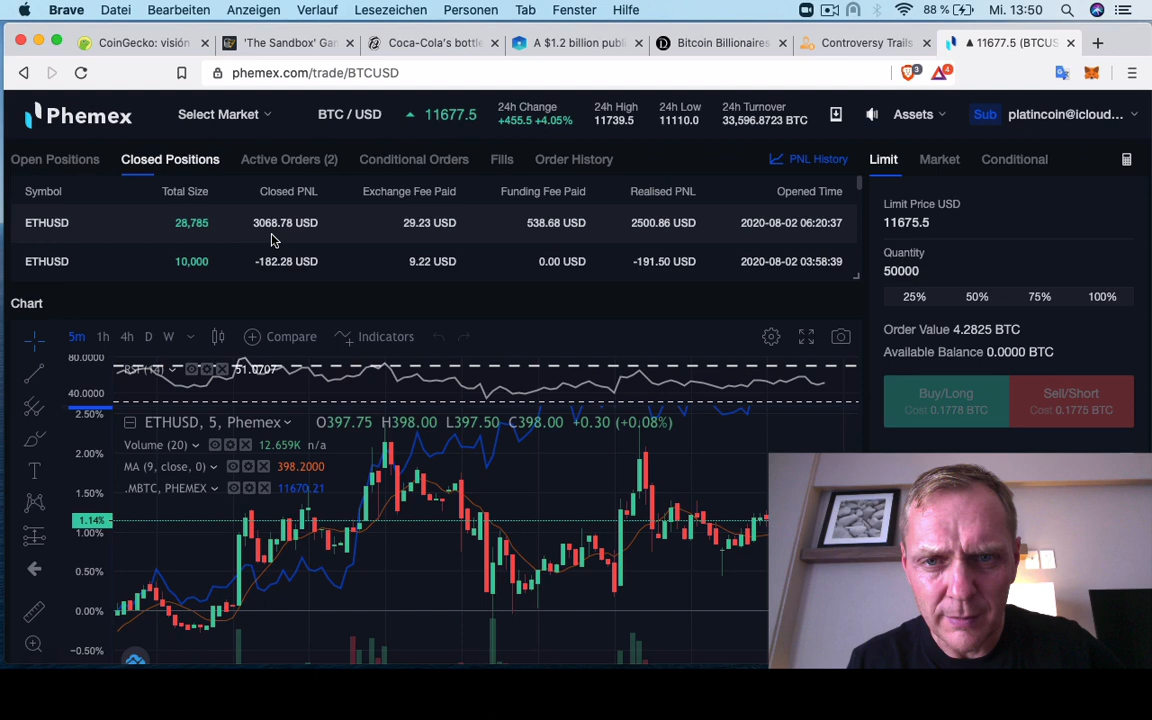 Brave Datei Bearbeiten Anzeigen Verlauf Lesezeichen Personen Tab Fenster Hilfe 88 % Mi. 13:50
CoinGecko: visión 'The Sandbox' Gar Coca-Cola's bottle A $1.2 billion publ Bitcoin Billionaires Controversy Trails ▲ 11677.5 (BTCUS
phemex.com/trade/BTCUSD 3 4
Phemex Select Market BTC / USD ▲ 11677.5 24h Change +455.5 +4.05% 24h High 11739.5 24h Low 11110.0 24h Turnover 33,596.8723 BTC Assets Sub platincoin@icloud...
Open Positions Closed Positions Active Orders (2) Conditional Orders Fills Order History PNL History
Symbol Total Size Closed PNL Exchange Fee Paid Funding Fee Paid Realised PNL Opened Time
ETHUSD 28,785 3068.78 USD 29.23 USD 538.68 USD 2500.86 USD 2020-08-02 06:20:37
ETHUSD 10,000 -182.28 USD 9.22 USD 0.00 USD -191.50 USD 2020-08-02 03:58:39
Limit Market Conditional
Limit Price USD
11675.5
Quantity
50000
25% 50% 75% 100%
Order Value 4.2825 BTC
Available Balance 0.0000 BTC
Buy/Long Sell/Short
Cost 0.1778 BTC Cost 0.1775 BTC
Chart
5m 1h 4h D W Compare Indicators
80.0000
RSI (14) 51.0707
40.0000
2.50%
ETHUSD, 5, Phemex O397.75 H398.00 L397.50 C398.00 +0.30 (+0.08%)
Volume (20) 12.659K n/a
2.00%
MA (9, close, 0) 398.2000
.MBTC, PHEMEX 11670.21
1.50%
1.14%
1.00%
0.50%
0.00%
−0.50%